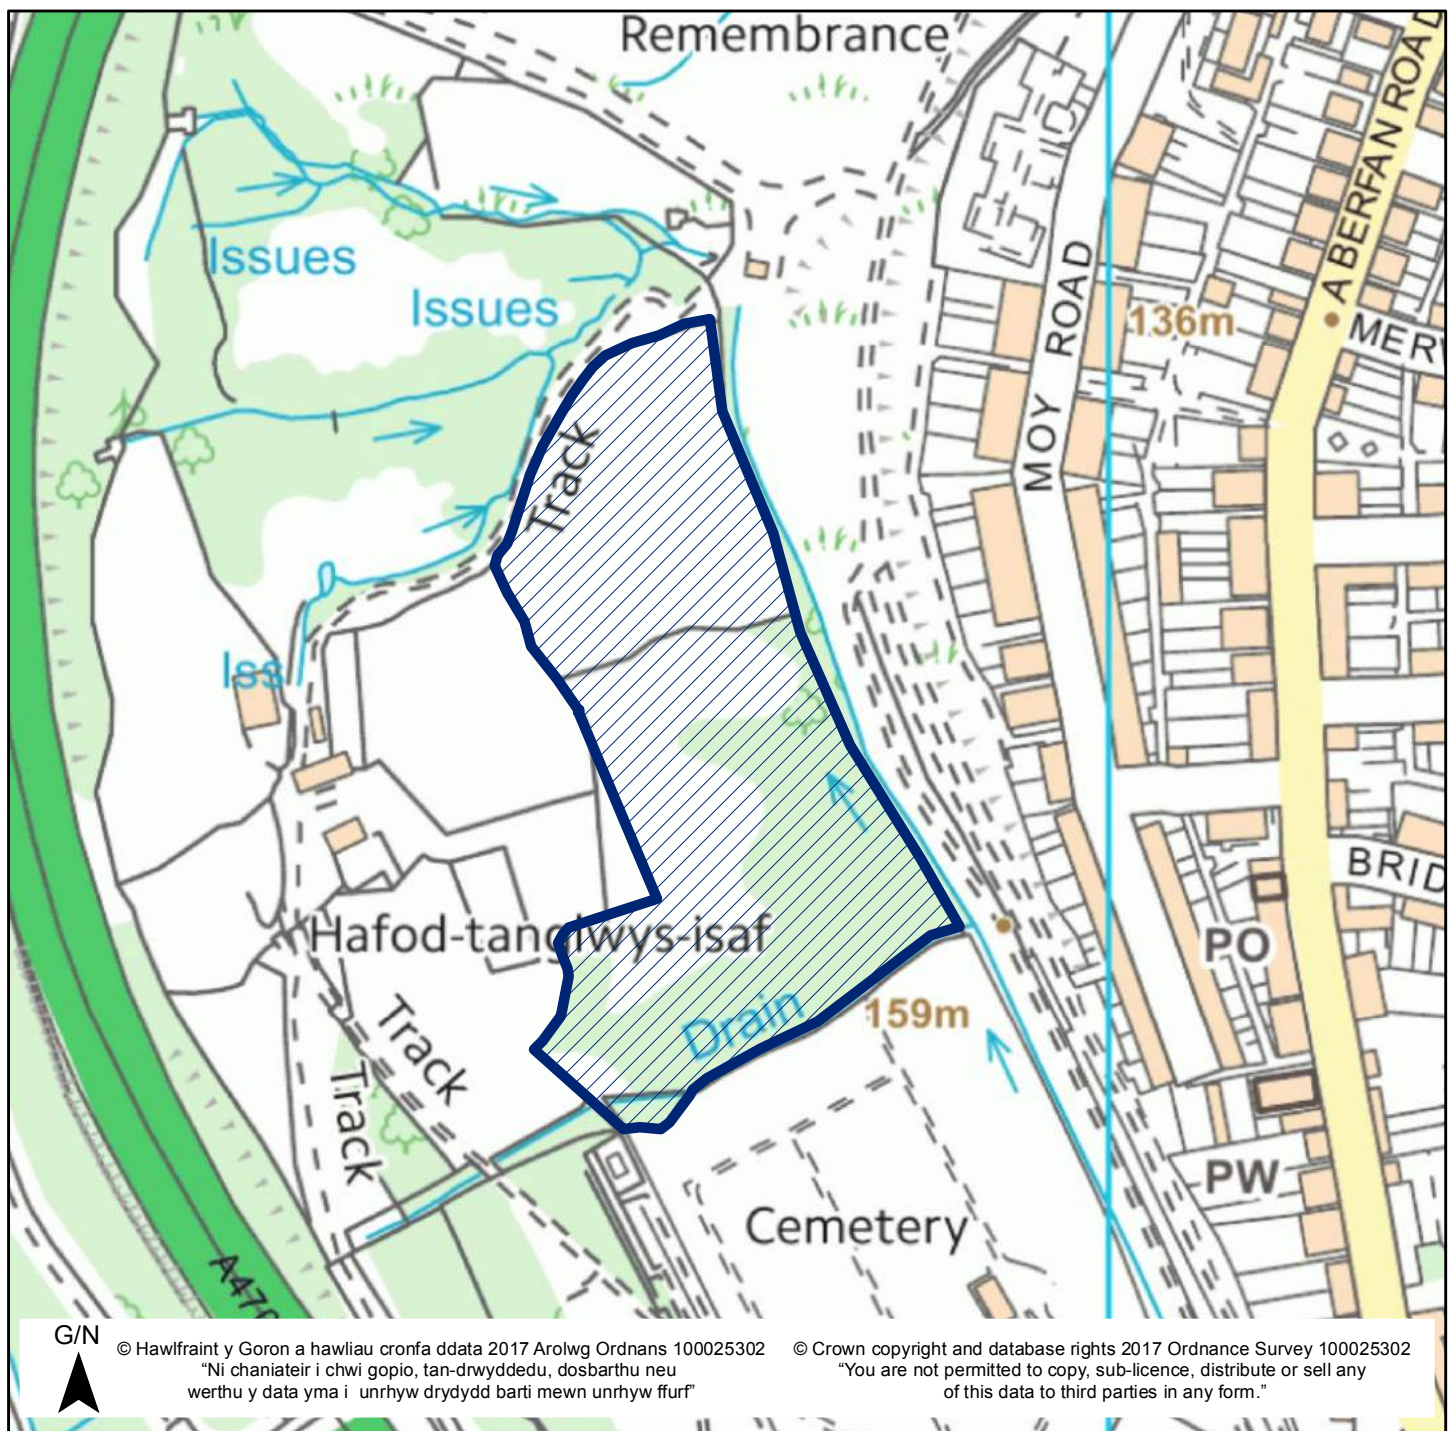 Remembrance
ABERFAN ROAD
Issues
Issues
MOY ROAD
136m
Track
Iss
Hafod-tanglwys-isaf
BRID
PO
Drain
159m
Track
Track
PW
Cemetery
A470
G/N
© Hawlfraint y Goron a hawliau cronfa ddata 2017 Arolwg Ordnans 100025302
“Ni chaniateir i chwi gopio, tan-drwyddedu, dosbarthu neu
werthu y data yma i unrhyw drydydd barti mewn unrhyw ffurf”
© Crown copyright and database rights 2017 Ordnance Survey 100025302
“You are not permitted to copy, sub-licence, distribute or sell any
of this data to third parties in any form.”